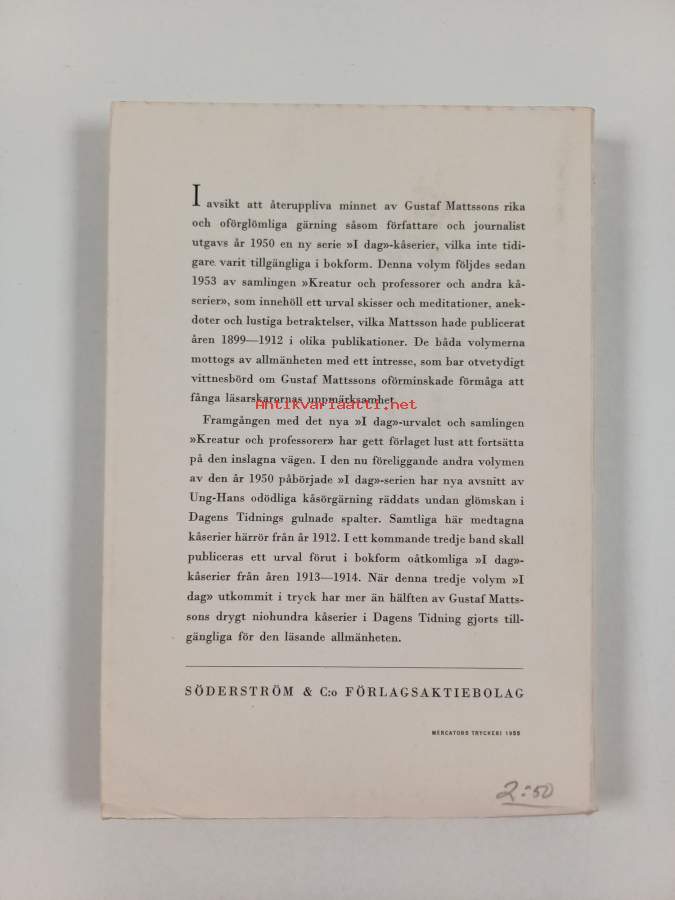 I avsikt att återuppliva minnet av Gustaf Mattssons rika
och oförglömliga gärning såsom författare och journalist
utgavs år 1950 en ny serie »I dag»-kåserier, vilka inte tidi-
gare varit tillgängliga i bokform. Denna volym följdes sedan
1953 av samlingen »Kreatur och professorer och andra kå-
serier», som innehöll ett urval skisser och meditationer, anek-
doter och lustiga betraktelser, vilka Mattsson hade publicerat
åren 1899—1912 i olika publikationer. De båda volymerna
mottogs av allmänheten med ett intresse, som bar otvetydigt
vittnesbörd om Gustaf Mattssons oförminskade förmåga att
fånga läsarskarornas uppmärksamhet.
Antikvariaatti.net
Framgången med det nya »I dag»-urvalet och samlingen
»Kreatur och professorer» har gett förlaget lust att fortsätta
på den inslagna vägen. I den nu föreliggande andra volymen
av den år 1950 påbörjade »I dag»-serien har nya avsnitt av
Ung-Hans odödliga kåsörgärning räddats undan glömskan i
Dagens Tidnings gulnade spalter. Samtliga här medtagna
kåserier härrör från år 1912. I ett kommande tredje band skall
publiceras ett urval förut i bokform oåtkomliga »I dag»-
kåserier från åren 1913—1914. När denna tredje volym »I
dag» utkommit i tryck har mer än hälften av Gustaf Matts-
sons drygt niohundra kåserier i Dagens Tidning gjorts till-
gängliga för den läsande allmänheten.
SÖDERSTRÖM & C:o FÖRLAGSAKTIEBOLAG
MERCATORS TRYCKERI 1955
2:50